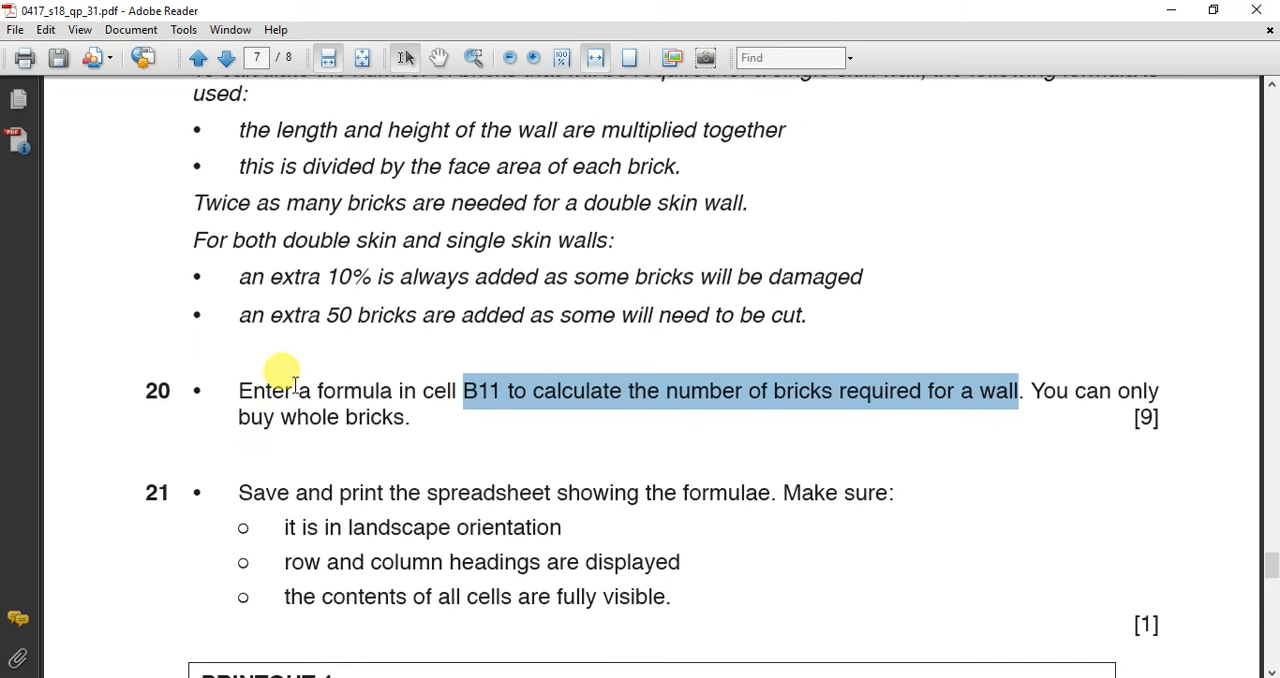 0417_s18_qp_31.pdf - Adobe Reader
File Edit View Document Tools Window Help
7 / 8 Find
used:
• the length and height of the wall are multiplied together
• this is divided by the face area of each brick.
Twice as many bricks are needed for a double skin wall.
For both double skin and single skin walls:
• an extra 10% is always added as some bricks will be damaged
• an extra 50 bricks are added as some will need to be cut.
20 • Enter a formula in cell B11 to calculate the number of bricks required for a wall. You can only
buy whole bricks. [9]
21 • Save and print the spreadsheet showing the formulae. Make sure:
o it is in landscape orientation
o row and column headings are displayed
o the contents of all cells are fully visible.
[1]